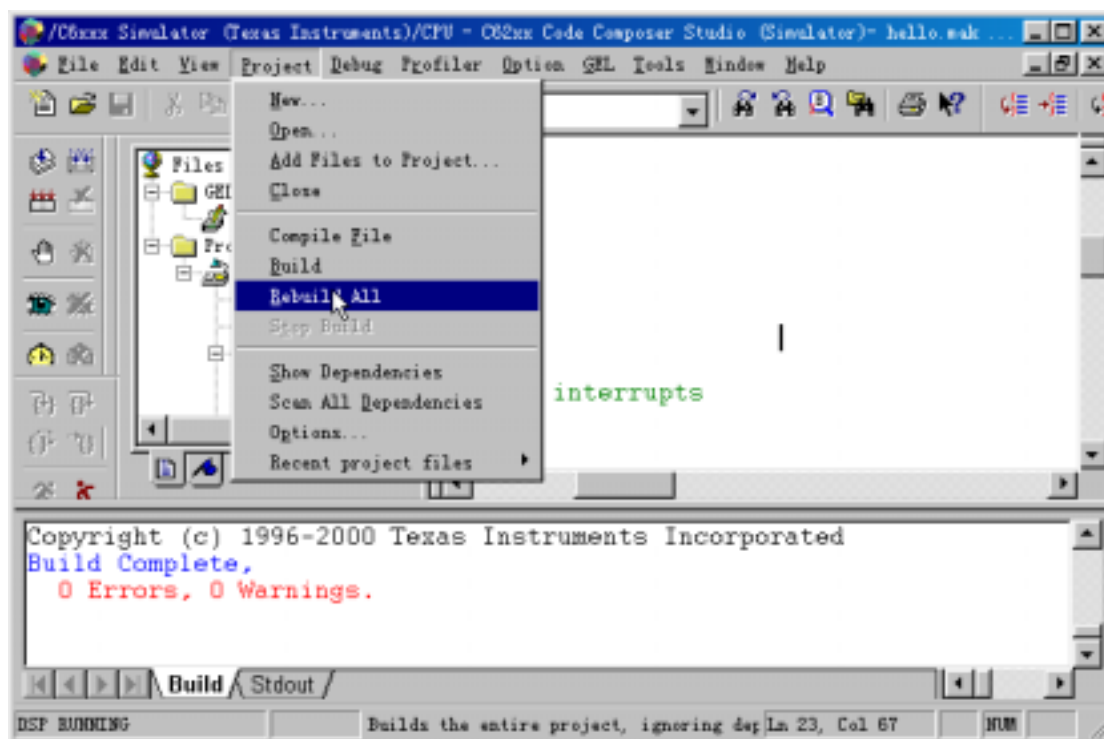 /C6xxx Simulator (Texas Instruments)/CPU - C62xx Code Composer Studio (Simulator)- hello.mak ...
File Edit View Project Debug Profiler Option GEL Tools Window Help
New...
Open...
Add Files to Project...
Close
Compile File
Build
Rebuild All
Stop Build
Show Dependencies
Scan All Dependencies
Options...
Recent project files
Files
GEL
Pro
interrupts
Copyright (c) 1996-2000 Texas Instruments Incorporated
Build Complete,
0 Errors, 0 Warnings.
Build Stdout
DSP RUNNING Builds the entire project, ignoring dep Ln 23, Col 67 NUM